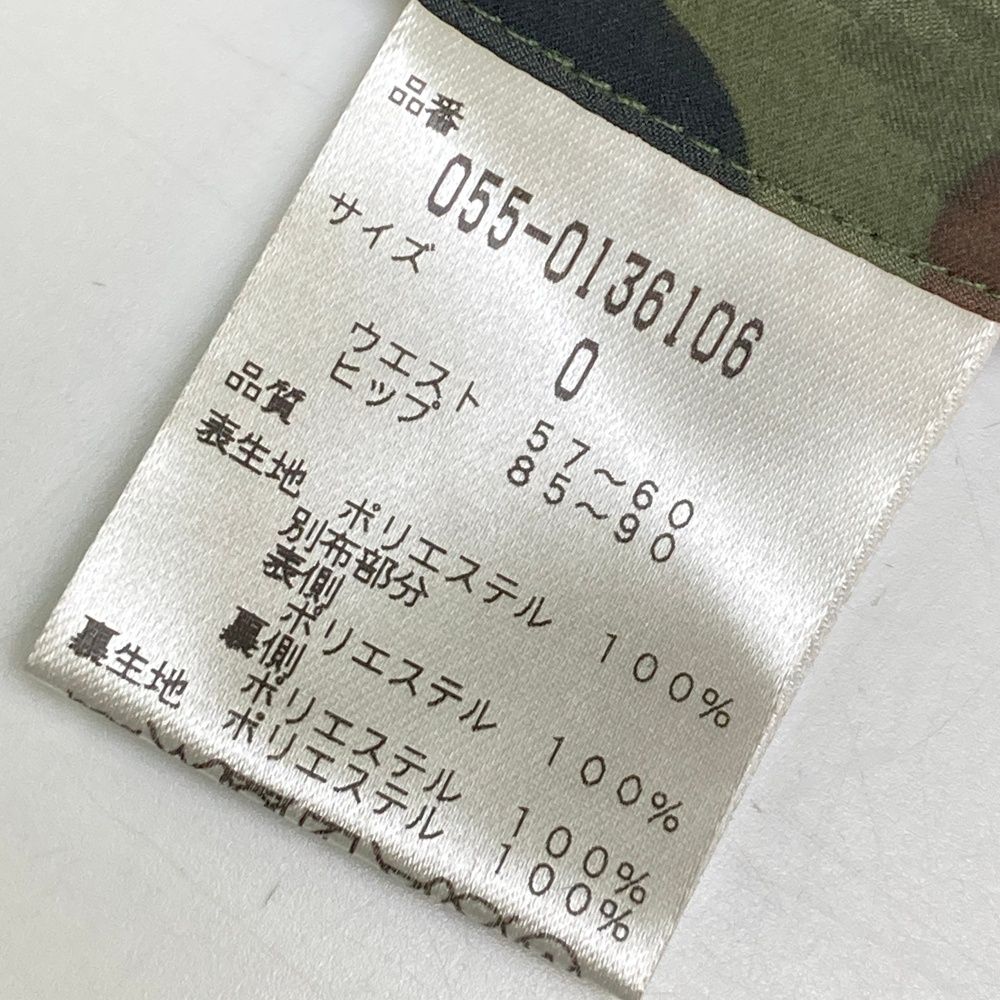 品番
055-0136106
サイズ 0
ウエスト 57～60
ヒップ 85～90
品質
表生地
ポリエステル 100%
別布部分
表側
ポリエステル 100%
裏側
ポリエステル 100%
裏生地 ポリエステル 100%